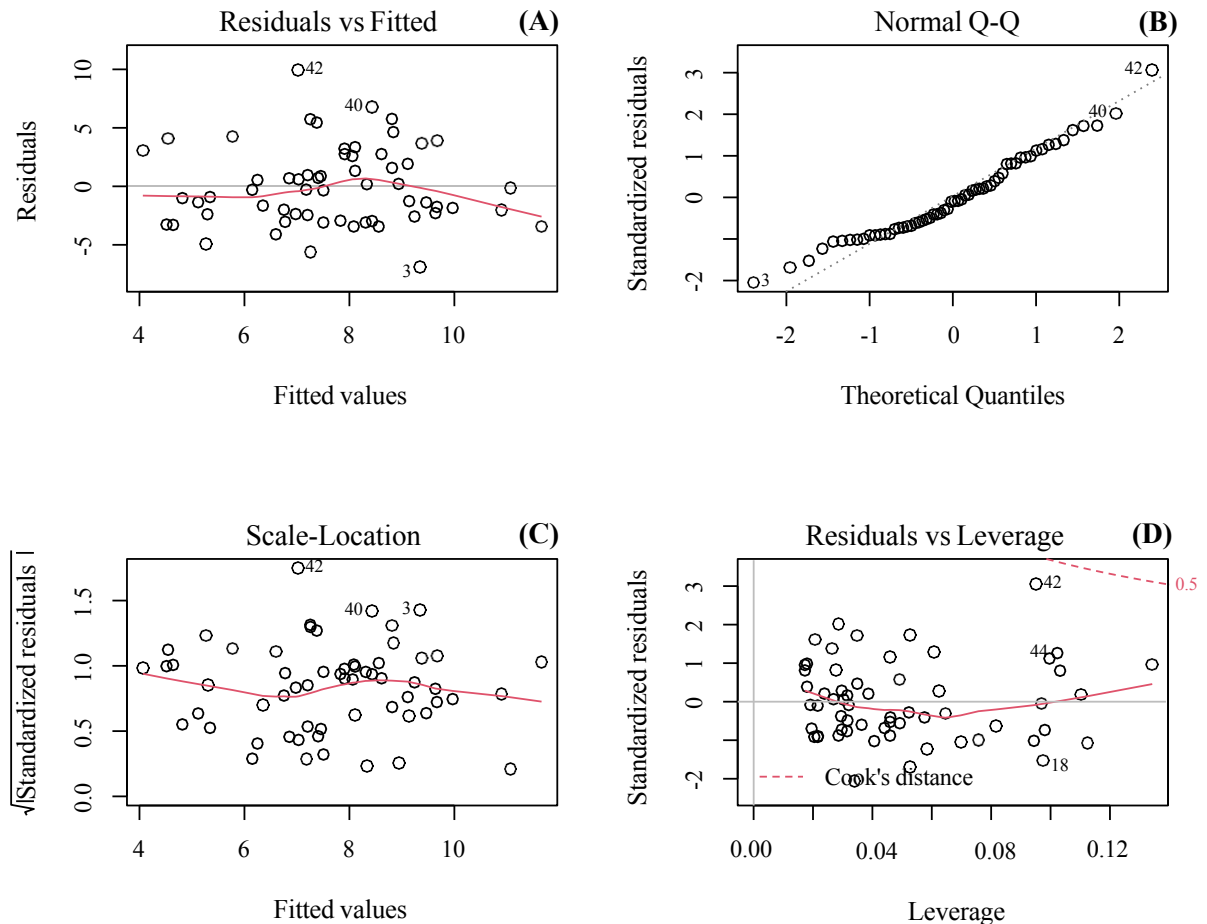 Residuals vs Fitted
(A)
Residuals
10
5
0
-5
42
40
3
4
6
8
10
Fitted values
Normal Q-Q
(B)
Standardized residuals
3
2
1
0
-1
-2
42
40
3
-2
-1
0
1
2
Theoretical Quantiles
Scale-Location
(C)
√|Standardized residuals|
1.5
1.0
0.5
0.0
42
40
3
4
6
8
10
Fitted values
Residuals vs Leverage
(D)
Standardized residuals
3
2
1
0
-2
42
0.5
44
18
Cook's distance
0.00
0.04
0.08
0.12
Leverage